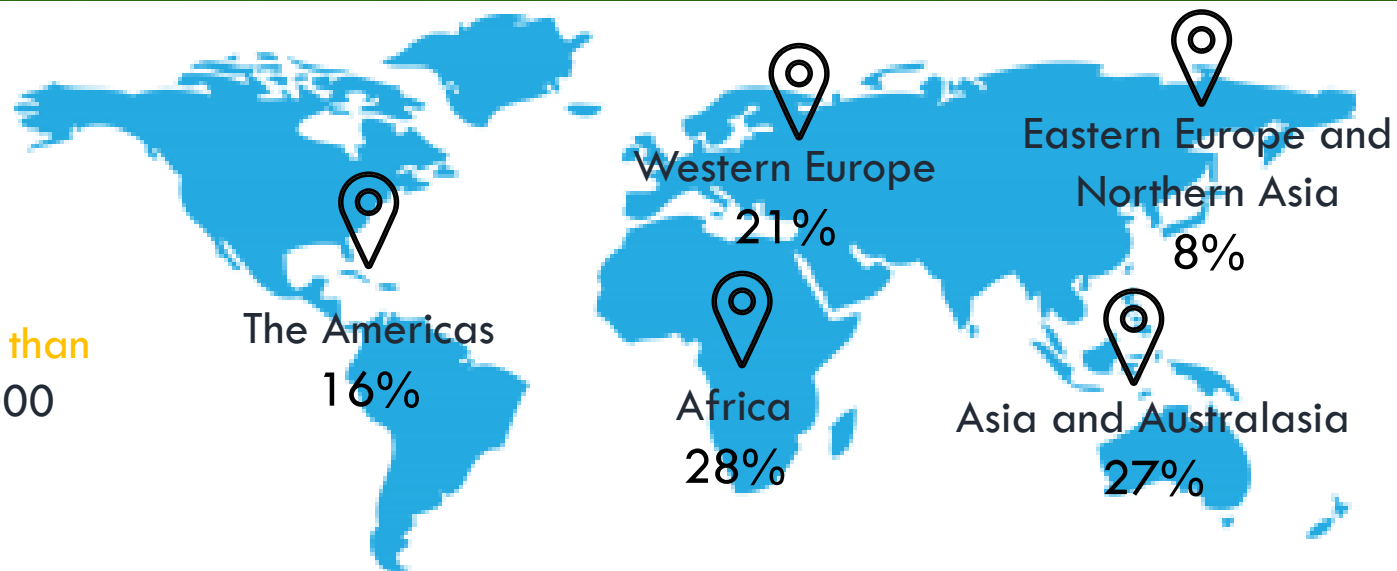 Western Europe
21%
Eastern Europe and
Northern Asia
8%
than
00
The Americas
16%
Africa
28%
Asia and Australasia
27%